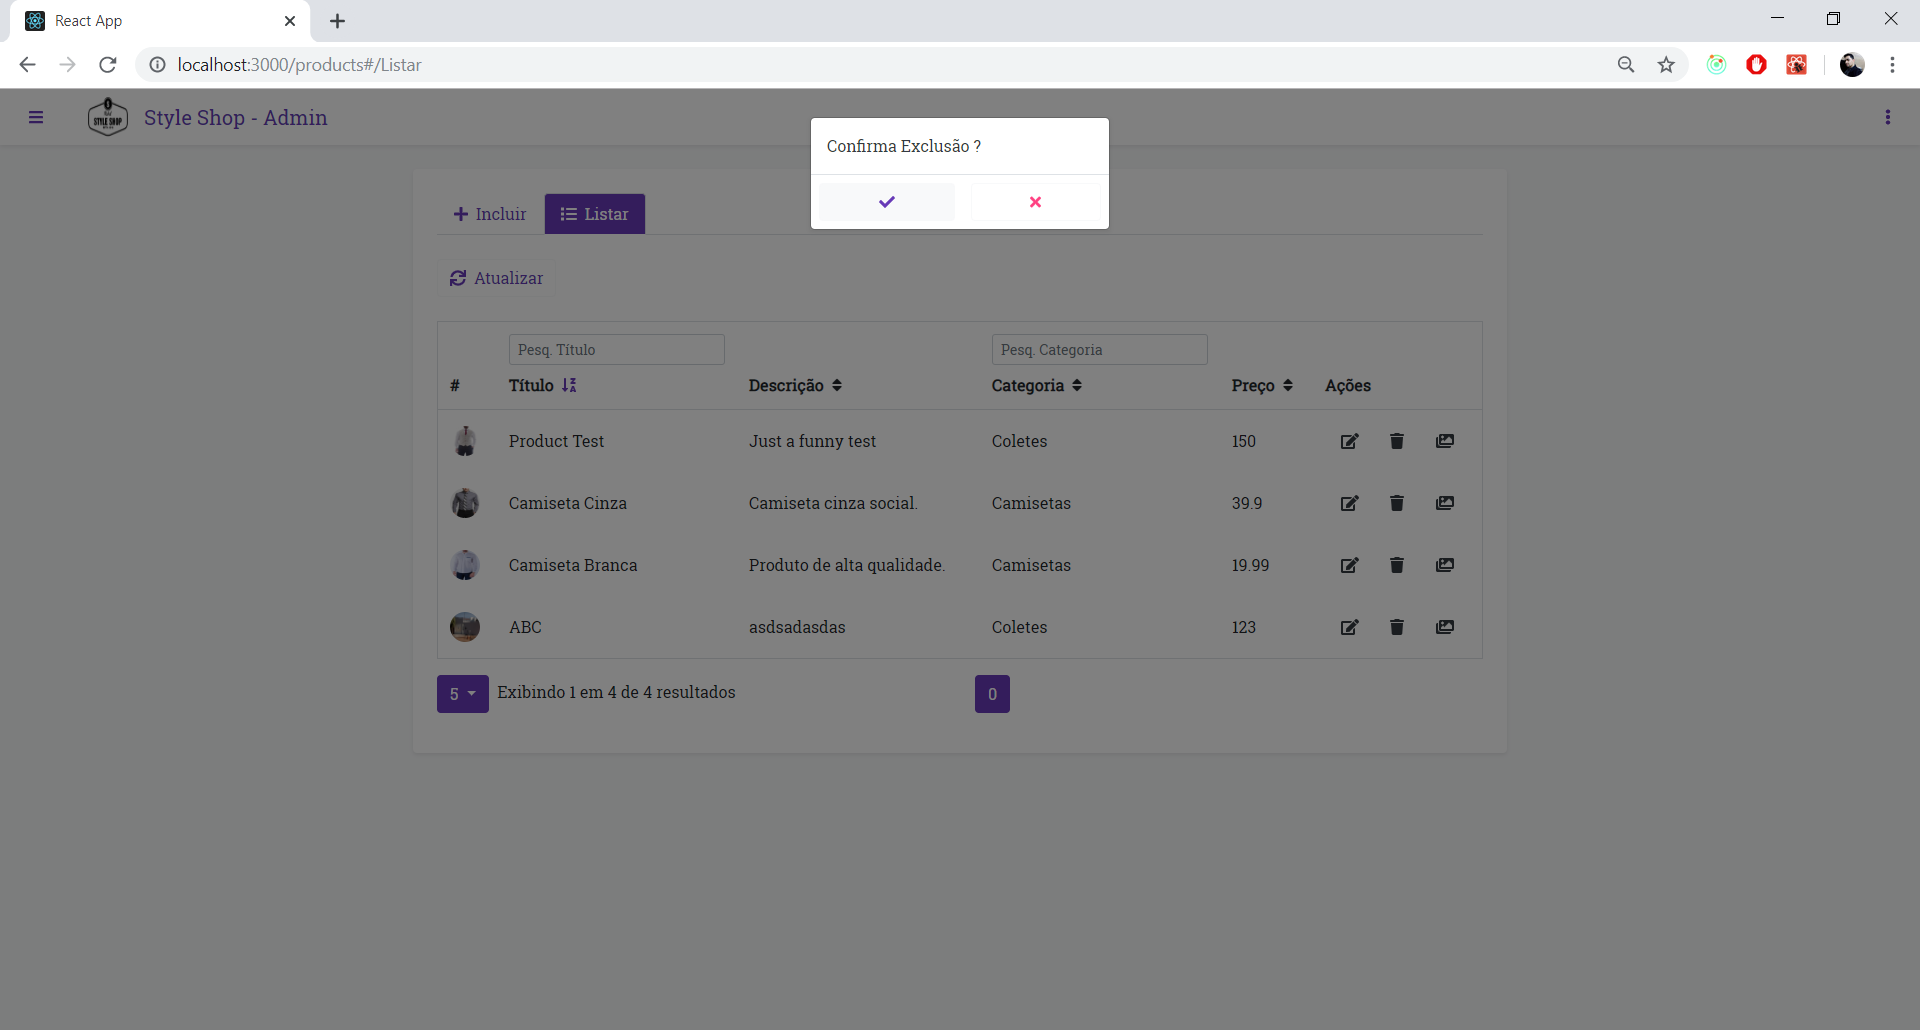 React App
localhost:3000/products#/Listar
STYLE SHOP
Style Shop - Admin
Confirma Exclusão ?
Incluir
Listar
Atualizar
Pesq. Título
Pesq. Categoria
# Título Descrição Categoria Preço Ações
Product Test Just a funny test Coletes 150
Camiseta Cinza Camiseta cinza social. Camisetas 39.9
Camiseta Branca Produto de alta qualidade. Camisetas 19.99
ABC asdsadasdas Coletes 123
5 Exibindo 1 em 4 de 4 resultados 0